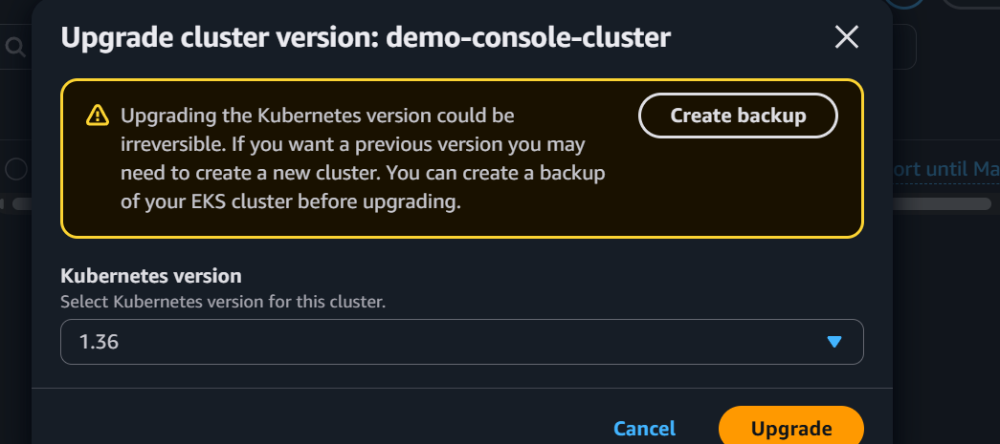 Upgrade cluster version: demo-console-cluster
Upgrading the Kubernetes version could be
irreversible. If you want a previous version you may
need to create a new cluster. You can create a backup
of your EKS cluster before upgrading.
Create backup
ort until Ma
Kubernetes version
Select Kubernetes version for this cluster.
1.36
Cancel
Upgrade